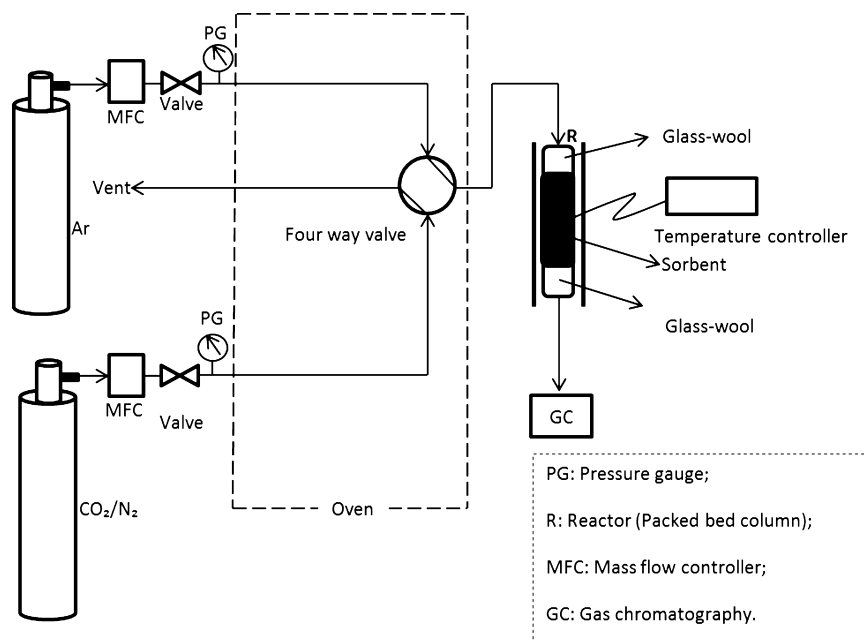 PG
MFC
Valve
R
Glass-wool
Vent
Ar
Four way valve
Temperature controller
Sorbent
PG
Glass-wool
MFC
Valve
GC
CO₂/N₂
Oven
PG: Pressure gauge;
R: Reactor (Packed bed column);
MFC: Mass flow controller;
GC: Gas chromatography.